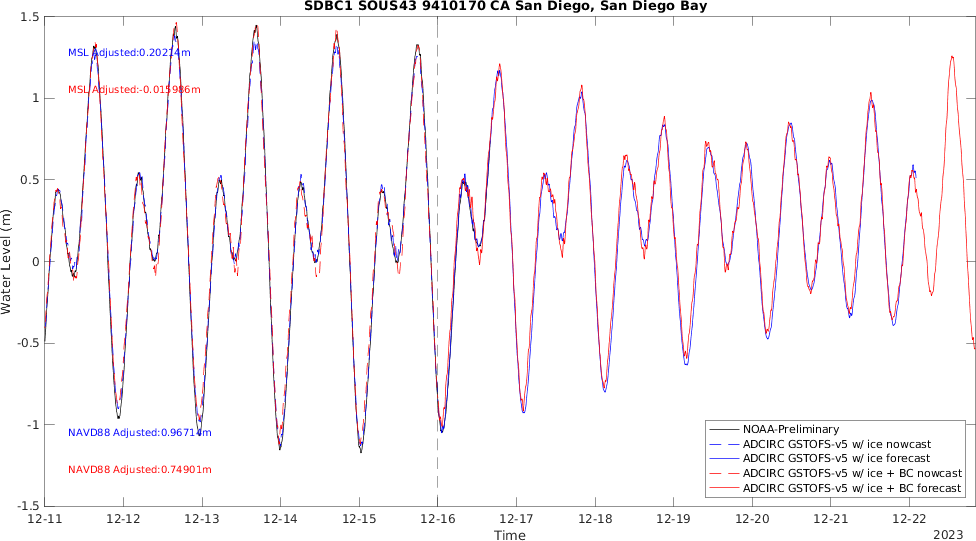 SDBC1 SOUS43 9410170 CA San Diego, San Diego Bay
1.5
MSL Adjusted:0.20214m
MSL Adjusted:-0.015986m
1
0.5
Water Level (m)
0
-0.5
-1
NAVD88 Adjusted:0.96714m
NAVD88 Adjusted:0.74901m
-1.5
NOAA-Preliminary
ADCIRC GSTOFS-v5 w/ ice nowcast
ADCIRC GSTOFS-v5 w/ ice forecast
ADCIRC GSTOFS-v5 w/ ice + BC nowcast
ADCIRC GSTOFS-v5 w/ ice + BC forecast
12-11 12-12 12-13 12-14 12-15 12-16 12-17 12-18 12-19 12-20 12-21 12-22
Time
2023